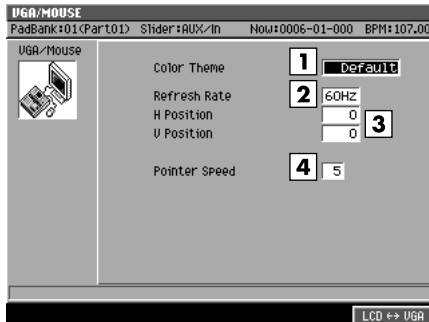 VGA/MOUSE
PadBank:01(Part01) Slider:AUX/In Now:0006-01-000 BPM:107.00
VGA/Mouse
Color Theme 1 Default
Refresh Rate 2 60Hz
H Position 0
V Position 0
3
Pointer Speed 4 5
LCD ↔ VGA